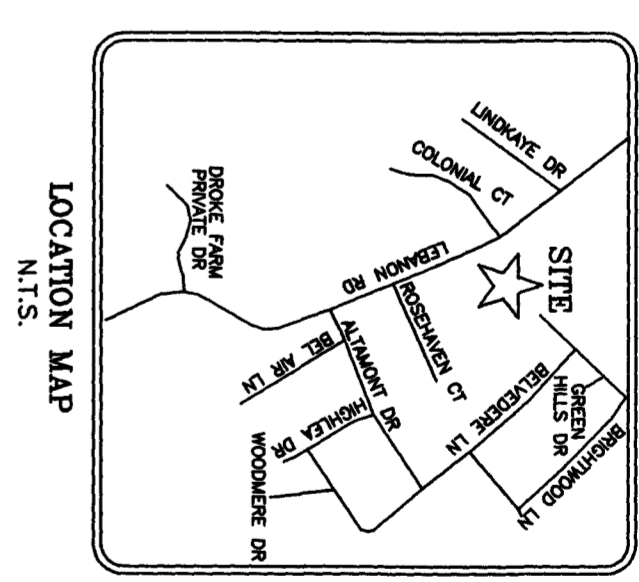 LINDKAYE DR
COLONIAL CT
SITE
DROKE FARM
PRIVATE DR
LEBANON RD
ROSEHAVEN CT
GREEN
HILLS DR
BELVEDERE LN
BRIGHTWOOD LN
ALTAMONT DR
BEL AIR LN
HIGHLEA DR
WOODMERE DR
LOCATION MAP
N.T.S.